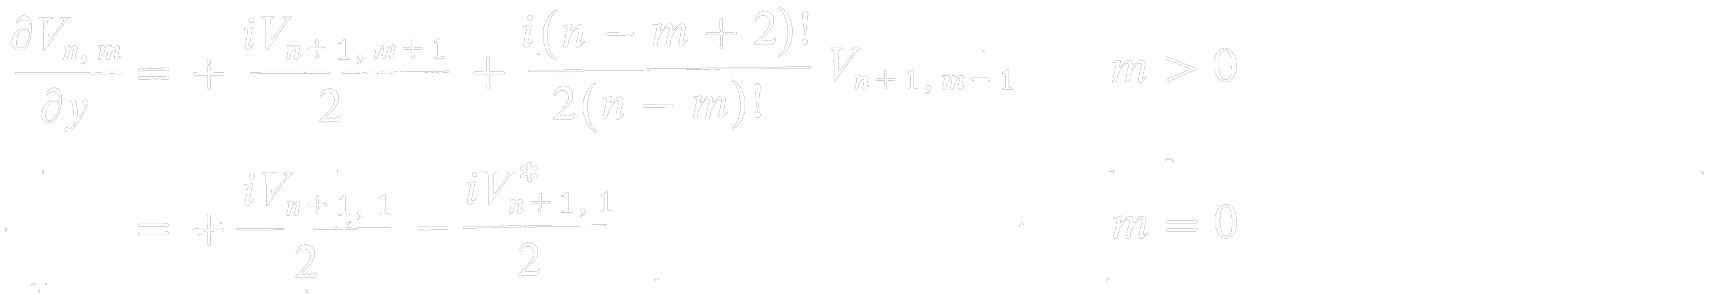 ∂V_{n, m}/∂y = + iV_{n+1, m+1}/2 + i(n − m + 2)!/2(n − m)! V_{n+1, m−1} m > 0
= + iV_{n+1, 1}/2 − iV*_{n+1, 1}/2 m = 0